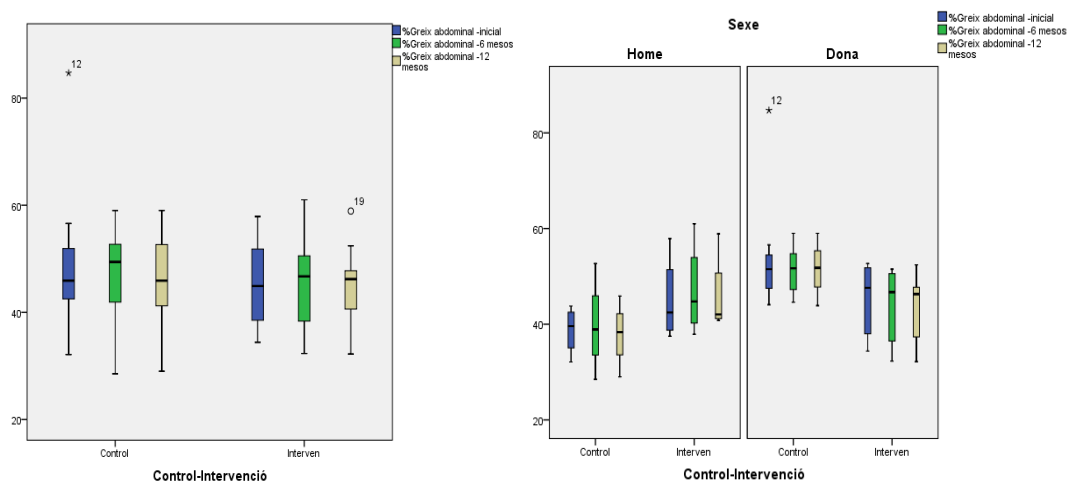 %Greix abdominal -inicial
%Greix abdominal -6 mesos
%Greix abdominal -12
mesos
12
80
60
19
40
20
Control
Interven
Control-Intervenció
Sexe
%Greix abdominal -inicial
%Greix abdominal -6 mesos
%Greix abdominal -12
mesos
Home
Dona
12
80
60
40
20
Control
Interven
Control
Interven
Control-Intervenció